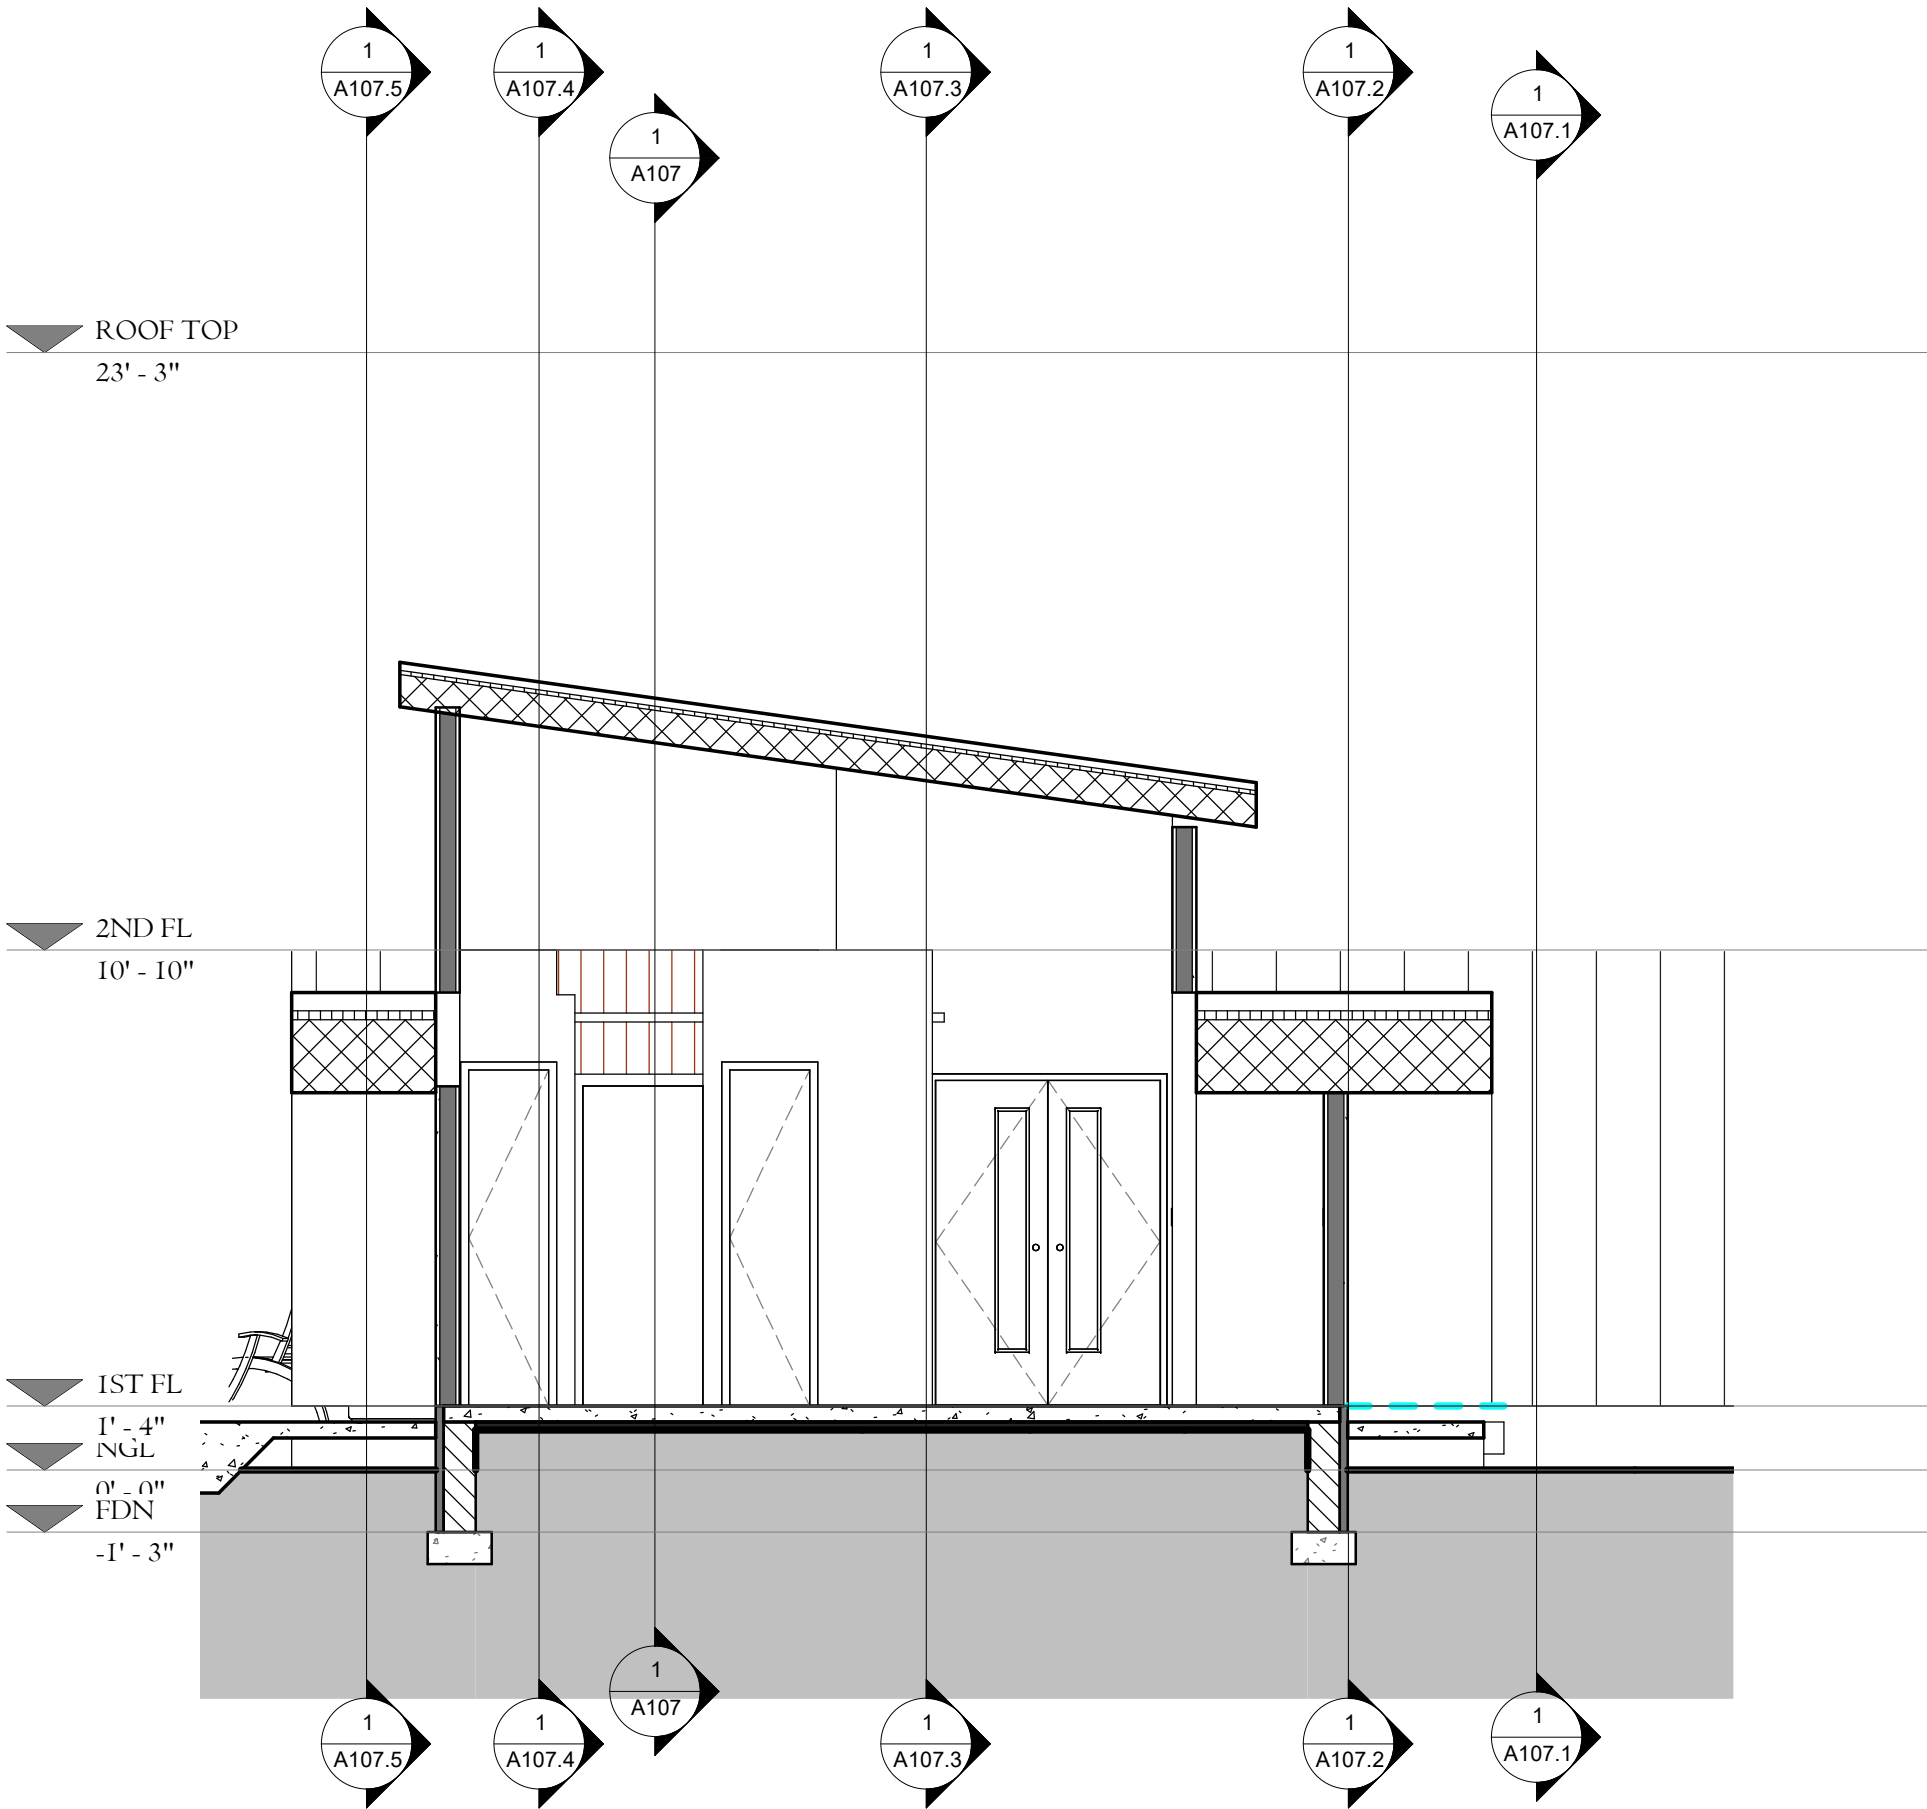 1
A107.5
1
A107.4
1
A107.3
1
A107.2
1
A107.1
1
A107
ROOF TOP
23' - 3"
2ND FL
10' - 10"
1ST FL
1' - 4"
NGL
0' - 0"
FDN
-1' - 3"
1
A107
1
A107.5
1
A107.4
1
A107.3
1
A107.2
1
A107.1